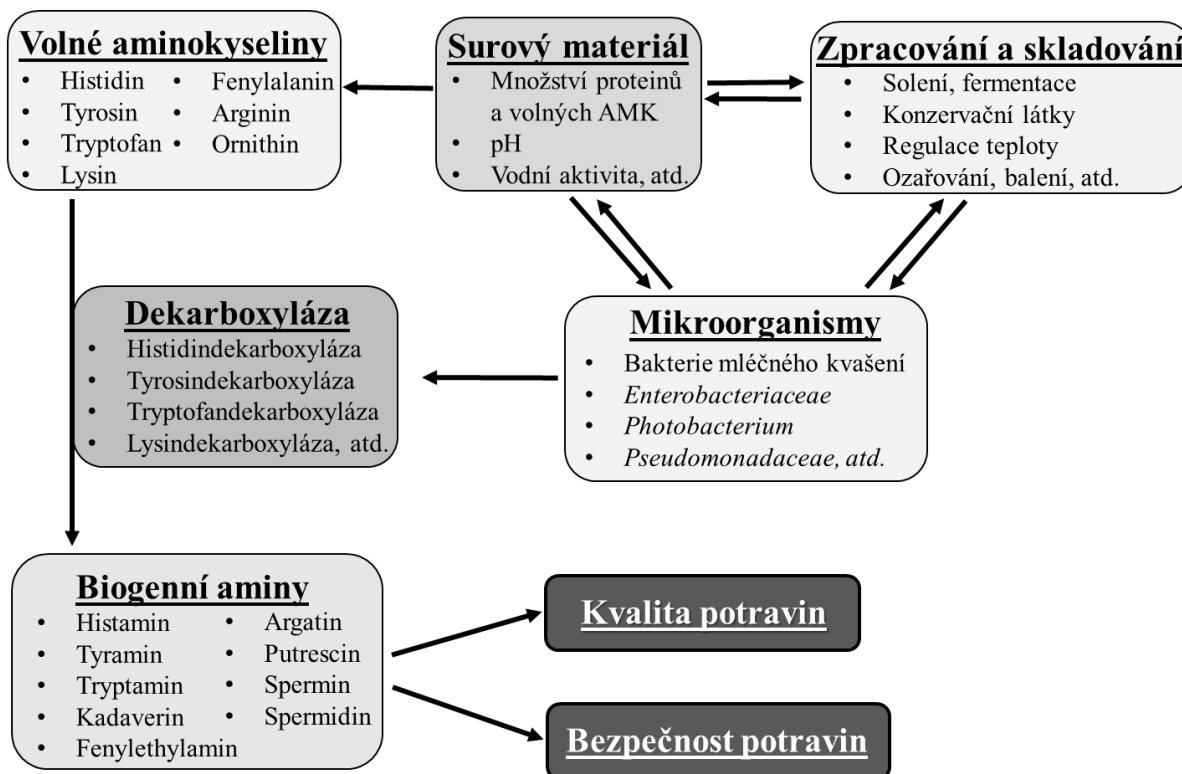 Volné aminokyseliny
• Histidin
• Tyrosin
• Tryptofan
• Lysin
• Fenylalanin
• Arginin
• Ornithin
Surový materiál
• Množství proteinů
a volných AMK
• pH
• Vodní aktivita, atd.
Zpracování a skladování
• Solení, fermentace
• Konzervační látky
• Regulace teploty
• Ozařování, balení, atd.
Dekarboxyláza
• Histidindekarboxyláza
• Tyrosindekarboxyláza
• Tryptofandekarboxyláza
• Lysindekarboxyláza, atd.
Mikroorganismy
• Bakterie mléčného kvašení
• Enterobacteriaceae
• Photobacterium
• Pseudomonadaceae, atd.
Biogenní aminy
• Histamin
• Tyramin
• Tryptamin
• Kadaverin
• Fenylethylamin
• Argatin
• Putrescin
• Spermin
• Spermidin
Kvalita potravin
Bezpečnost potravin